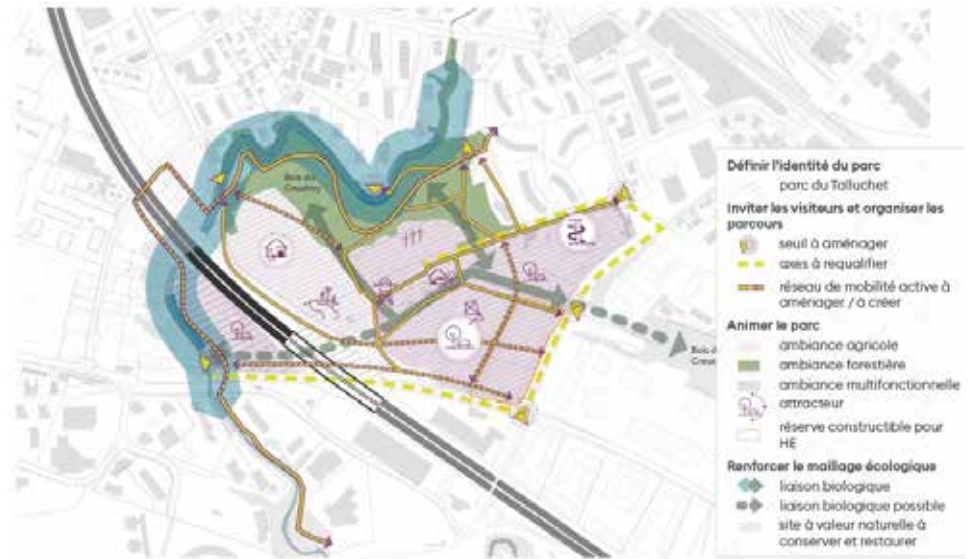 Bois du
Définir l'identité du parc
parc du Talluchet
Inviter les visiteurs et organiser les
parcours
seuil à aménager
axes à requalifier
réseau de mobilité active à
aménager / à créer
Animer le parc
ambiance agricole
ambiance forestière
ambiance multifonctionnelle
attracteur
réserve constructible pour
HE
Renforcer le maillage écologique
liaison biologique
liaison biologique possible
site à valeur naturelle à
conserver et restaurer